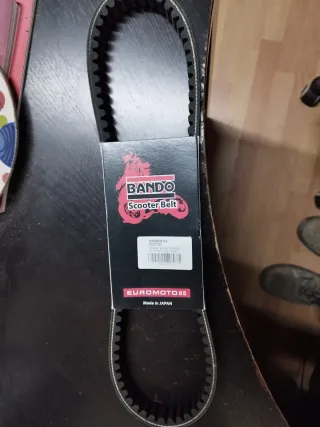 BANDO
Scooter Belt
EUROMOTO85
Made in JAPAN